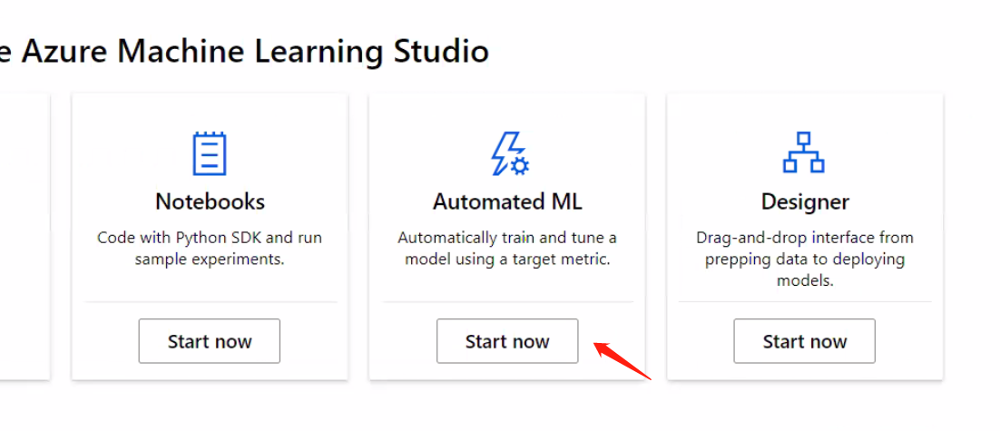 e Azure Machine Learning Studio
Notebooks
Code with Python SDK and run
sample experiments.
Start now
Automated ML
Automatically train and tune a
model using a target metric.
Start now
Designer
Drag-and-drop interface from
prepping data to deploying
models.
Start now